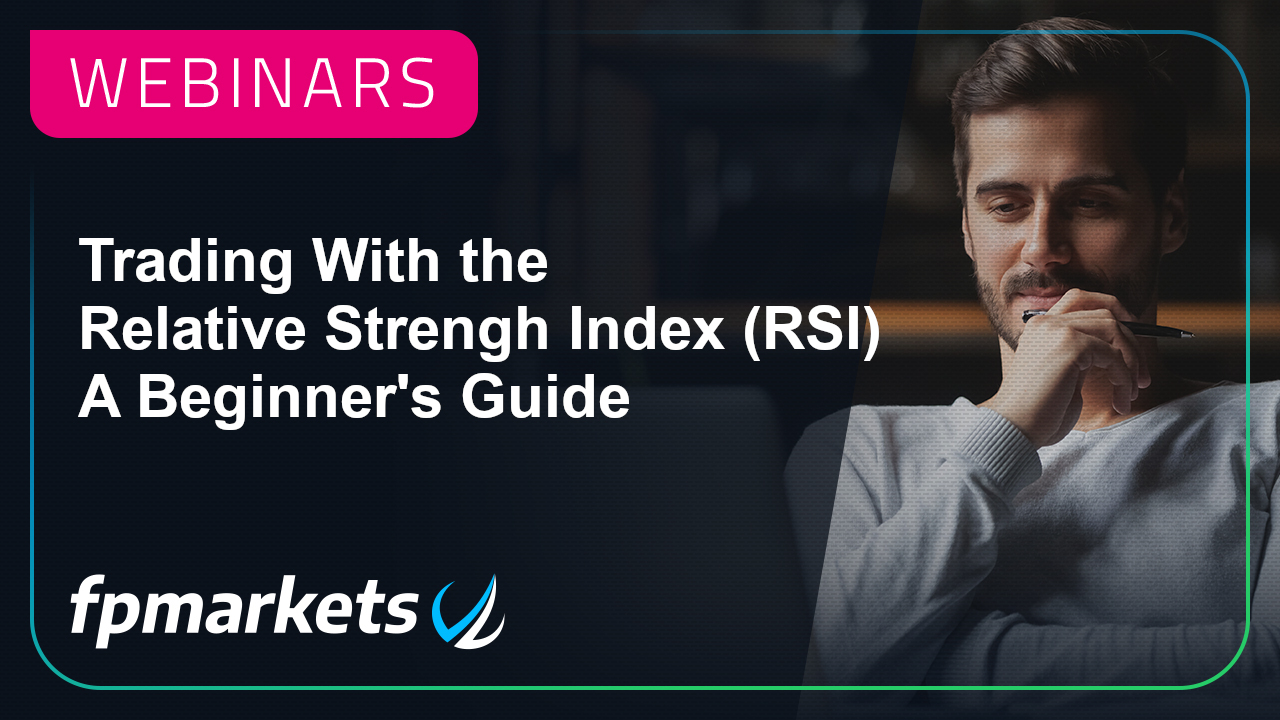 WEBINARS
Trading With the
Relative Strengh Index (RSI)
A Beginner's Guide
fpmarkets